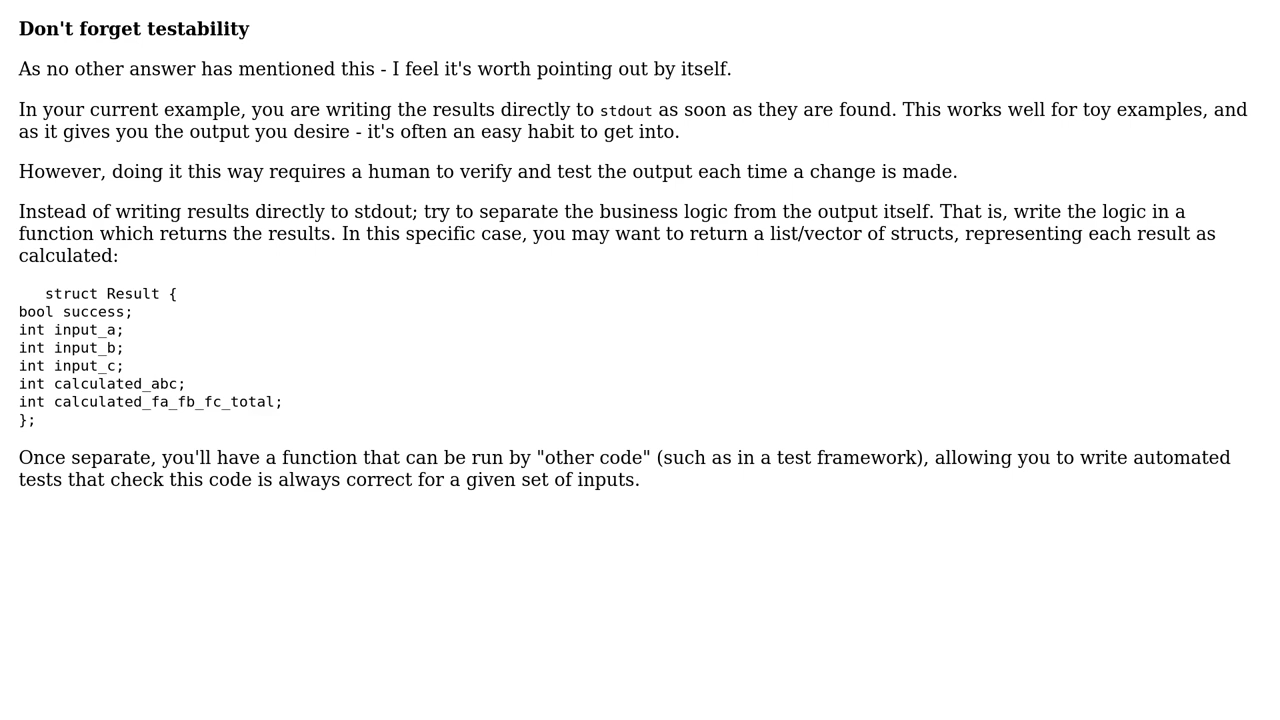 Don't forget testability
As no other answer has mentioned this - I feel it's worth pointing out by itself.
In your current example, you are writing the results directly to stdout as soon as they are found. This works well for toy examples, and
as it gives you the output you desire - it's often an easy habit to get into.
However, doing it this way requires a human to verify and test the output each time a change is made.
Instead of writing results directly to stdout; try to separate the business logic from the output itself. That is, write the logic in a
function which returns the results. In this specific case, you may want to return a list/vector of structs, representing each result as
calculated:
   struct Result {
bool success;
int input_a;
int input_b;
int input_c;
int calculated_abc;
int calculated_fa_fb_fc_total;
};
Once separate, you'll have a function that can be run by "other code" (such as in a test framework), allowing you to write automated
tests that check this code is always correct for a given set of inputs.